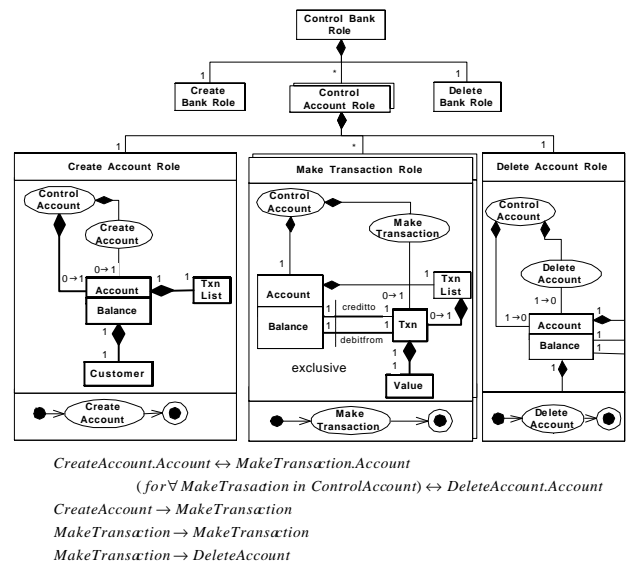 Control Bank
Role
1
*
1
Create
Bank Role
Control
Account Role
Delete
Bank Role
1
*
1
Create Account Role
Control
Account
Create
Account
0→1
0→1
Account
1
1
Txn
List
Balance
1
1
Customer
Create
Account
Make Transaction Role
Control
Account
Make
Transaction
1
1
Txn
List
Account
0→1
Balance
1
creditto
1
1
debitfrom
1
Txn
0→1
1
exclusive
1
1
Value
Make
Transaction
Delete Account Role
Control
Account
Delete
Account
1→0
1→0
Account
1
Balance
1
1
1
Delete
Account
CreateAccount.Account ↔ MakeTransaction.Account
(for∀ MakeTrasaction in ControlAccount) ↔ DeleteAccount.Account
CreateAccount → MakeTransaction
MakeTransaction → MakeTransaction
MakeTransaction → DeleteAccount